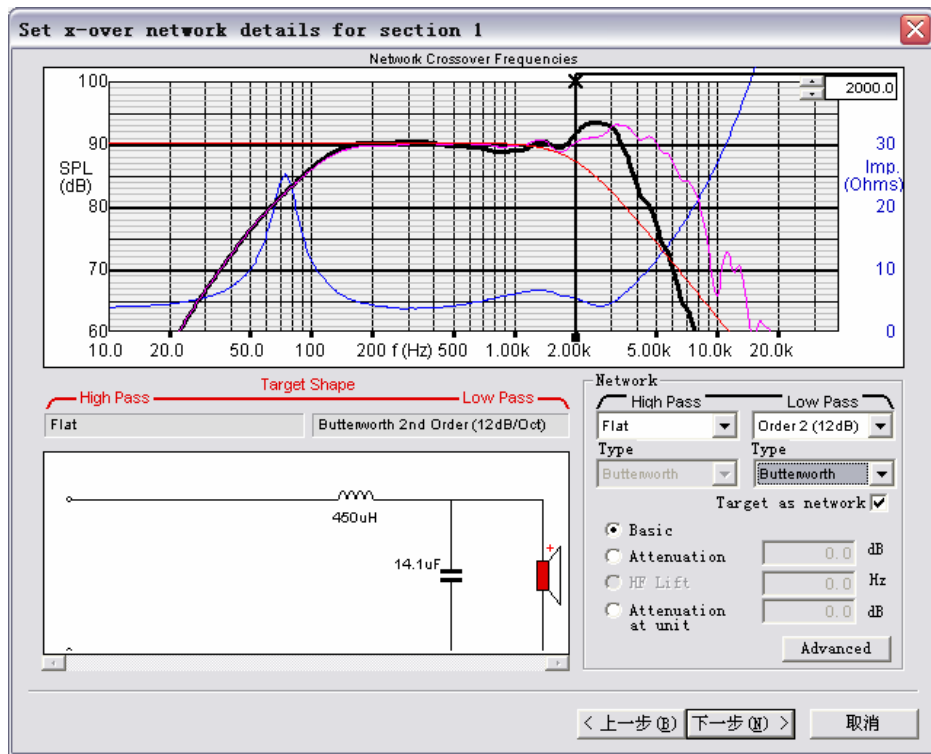 Set x-over network details for section 1
Network Crossover Frequencies
100
90
SPL
(dB)
80
70
60
2000.0
30
Imp.
(Ohms)
20
10
0
10.0 20.0 50.0 100 200 f (Hz) 500 1.00k 2.00k 5.00k 10.0k 20.0k
Target Shape
High Pass Low Pass
Flat Butterworth 2nd Order (12dB/Oct)
450uH
14.1uF
+
Network
High Pass Low Pass
Flat Order 2 (12dB)
Type Type
Butterworth Butterworth
Target as network
Basic
Attenuation 0.0 dB
HF Lift 0.0 Hz
Attenuation
at unit 0.0 dB
Advanced
< 上一步(B) 下一步(N) > 取消